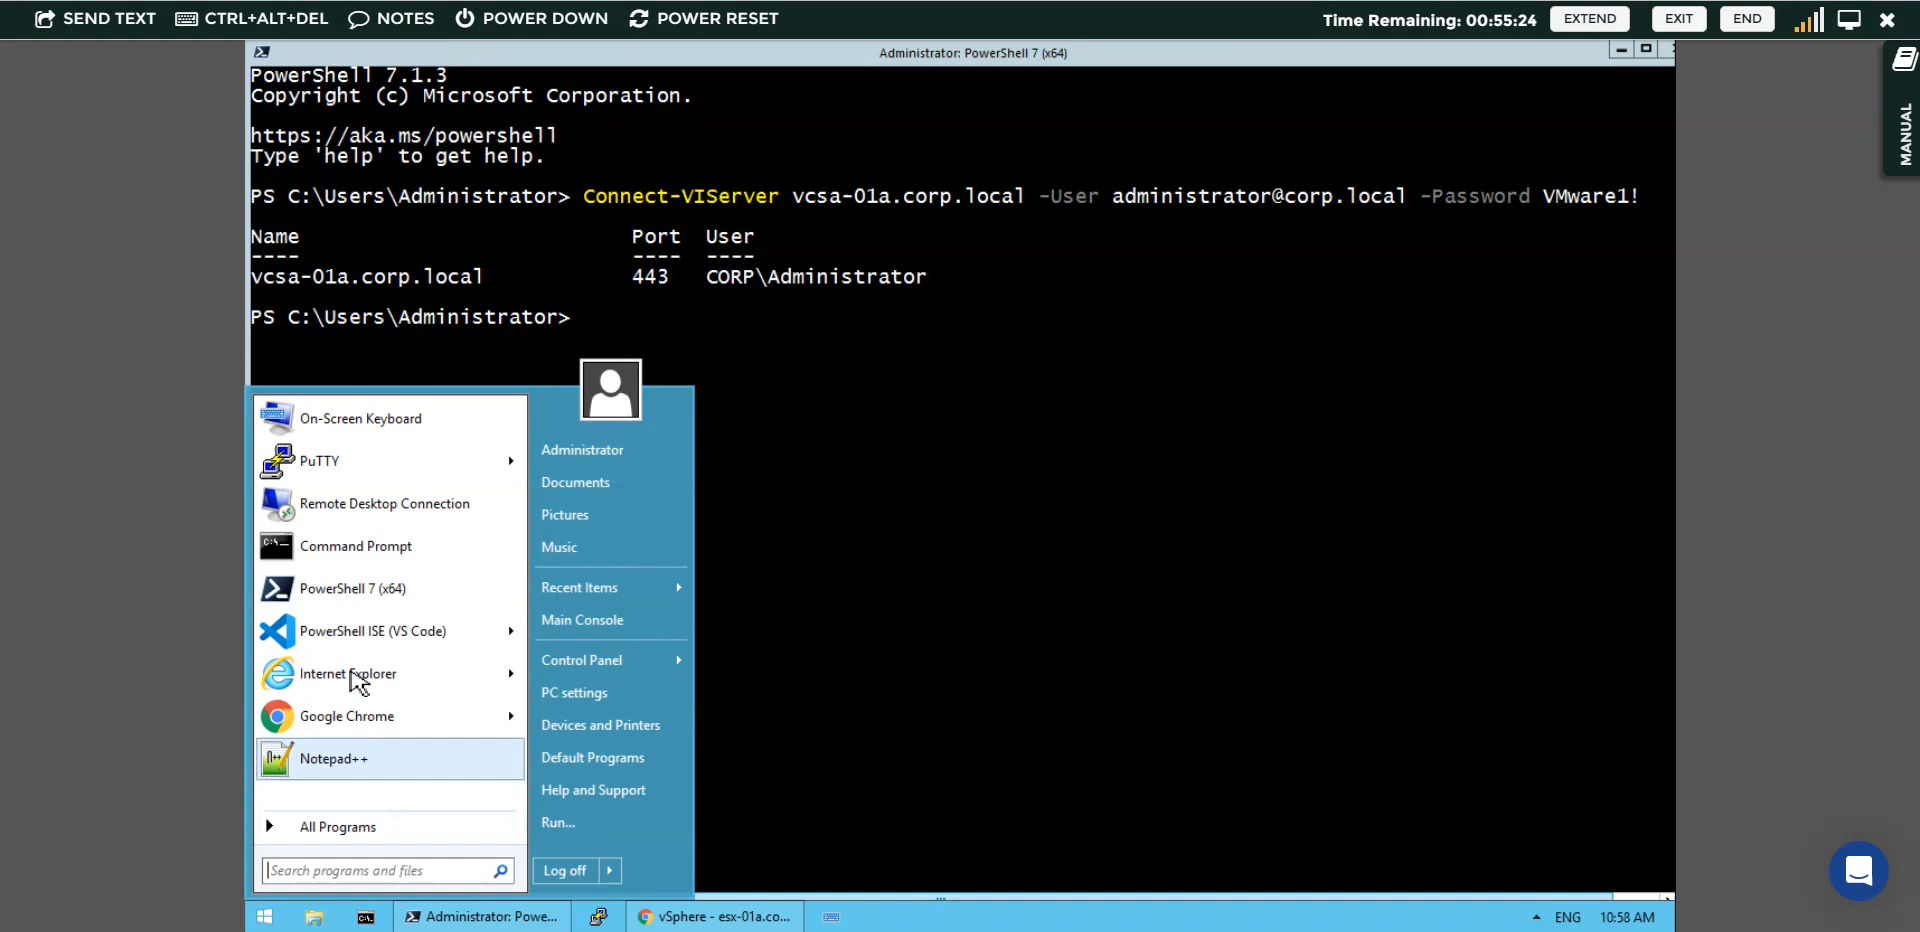 SEND TEXT CTRL+ALT+DEL NOTES POWER DOWN POWER RESET Time Remaining: 00:55:24 EXTEND EXIT END
Administrator: PowerShell 7 (x64)
MANUAL
PowerShell 7.1.3
Copyright (c) Microsoft Corporation.
https://aka.ms/powershell
Type 'help' to get help.
PS C:\Users\Administrator> Connect-VIServer vcsa-01a.corp.local -User administrator@corp.local -Password VMware1!
Name Port User
---- ---- ----
vcsa-01a.corp.local 443 CORP\Administrator
PS C:\Users\Administrator>
On-Screen Keyboard
PuTTY
Remote Desktop Connection
Command Prompt
PowerShell 7 (x64)
PowerShell ISE (VS Code)
Internet Explorer
Google Chrome
Notepad++
All Programs
Search programs and files
Administrator
Documents
Pictures
Music
Recent Items
Main Console
Control Panel
PC settings
Devices and Printers
Default Programs
Help and Support
Run...
Log off
Administrator: Powe... vSphere - esx-01a.co... ENG 10:58 AM